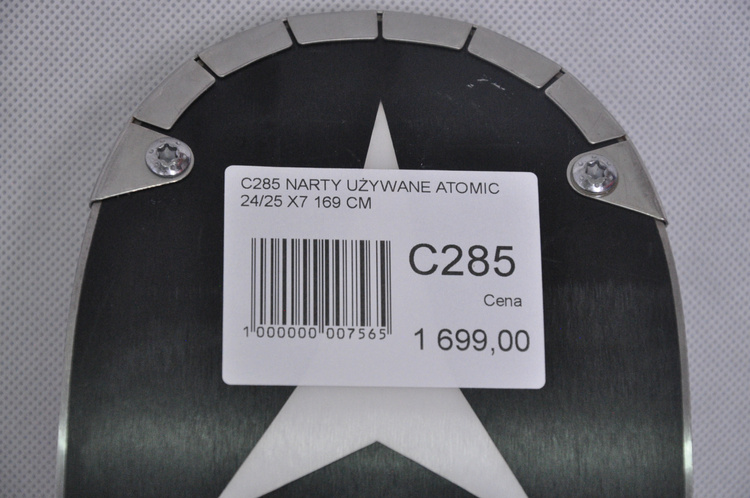 C285 NARTY UŻYWANE ATOMIC
24/25 X7 169 CM
C285
Cena
1 000000 007565
1 699,00